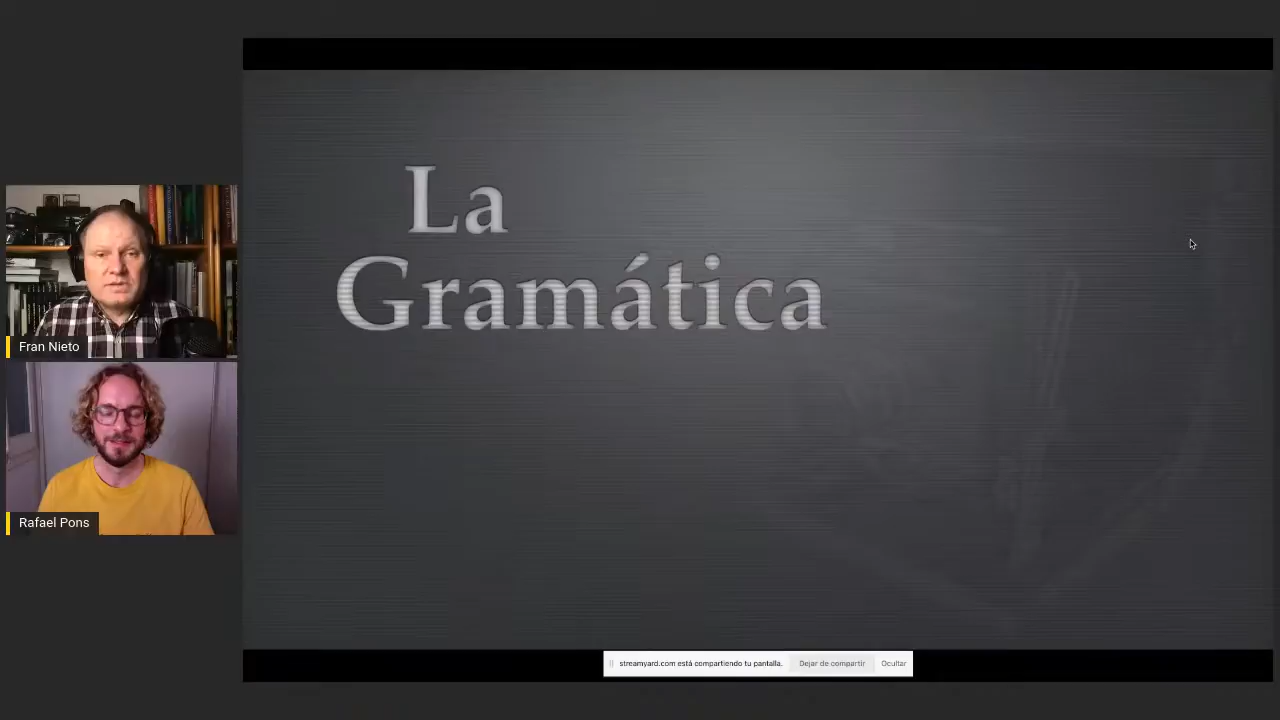 La
Gramática
Fran Nieto
Rafael Pons
streamyard.com está compartiendo tu pantalla. Dejar de compartir Ocultar